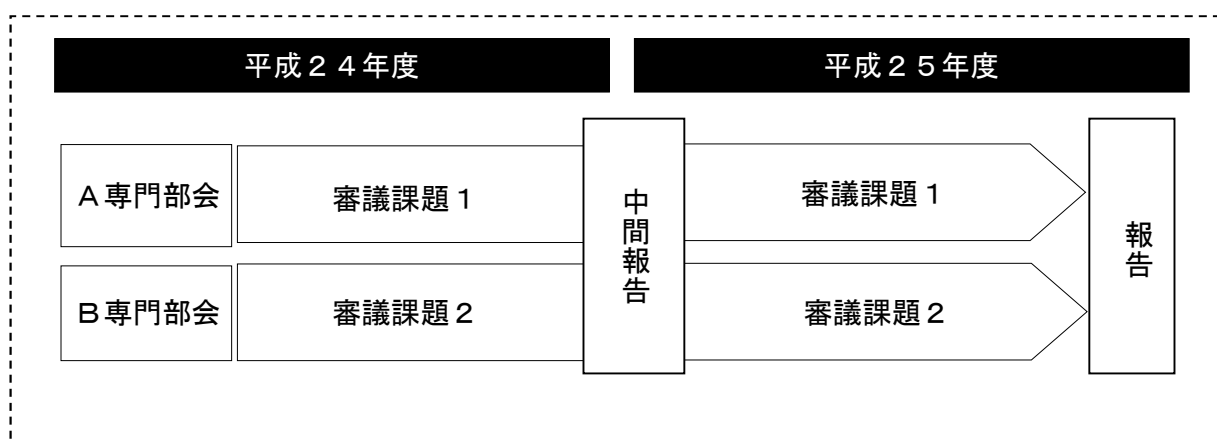 平成２４年度
平成２５年度
Ａ専門部会
審議課題１
中間報告
審議課題１
報告
Ｂ専門部会
審議課題２
審議課題２